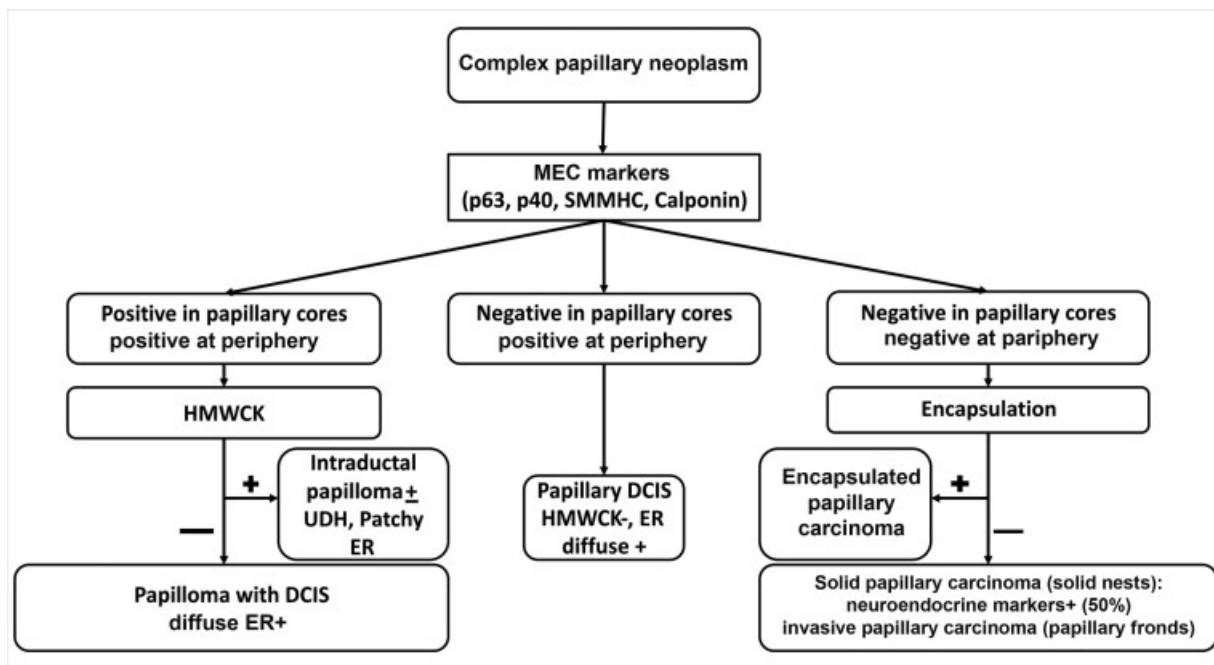 Complex papillary neoplasm
MEC markers
(p63, p40, SMMHC, Calponin)
Positive in papillary cores
positive at periphery
Negative in papillary cores
positive at periphery
Negative in papillary cores
negative at pariphery
HMWCK
Encapsulation
+
Intraductal
papilloma ±
UDH, Patchy
ER
—
Papilloma with DCIS
diffuse ER+
Papillary DCIS
HMWCK-, ER
diffuse +
Encapsulated
papillary
carcinoma
+
—
Solid papillary carcinoma (solid nests):
neuroendocrine markers+ (50%)
invasive papillary carcinoma (papillary fronds)